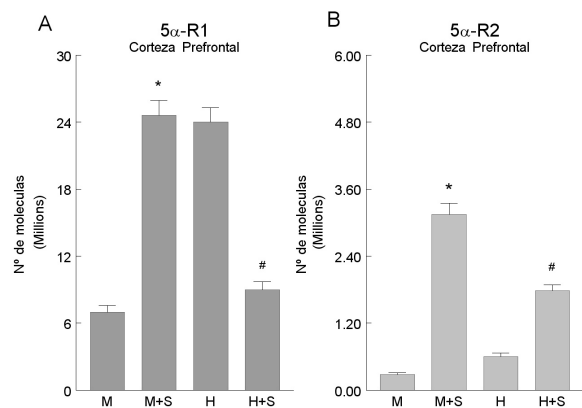 A
5α-R1
Corteza Prefrontal
Nº de moleculas
(Millions)
30
24
18
12
6
0
*
#
M M+S H H+S
B
5α-R2
Corteza Prefrontal
Nº de moleculas
(Millions)
6.00
4.80
3.60
2.40
1.20
0.00
*
#
M M+S H H+S